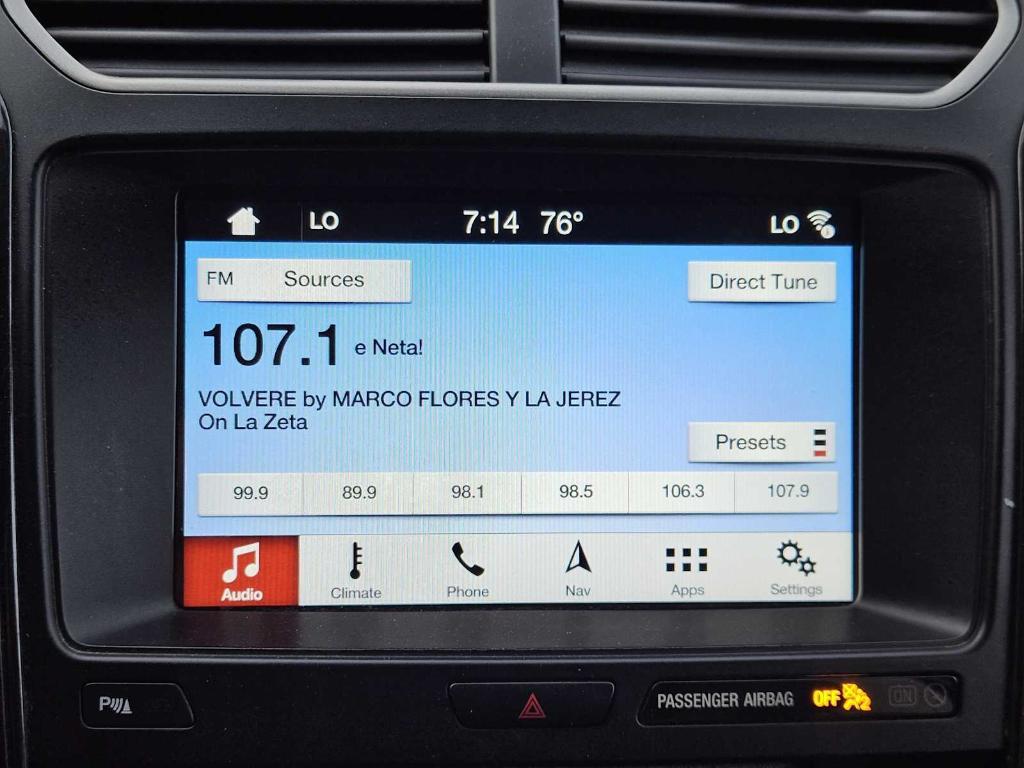 LO 7:14 76° LO
FM Sources Direct Tune
107.1 e Neta!
VOLVERE by MARCO FLORES Y LA JEREZ
On La Zeta
Presets
99.9 89.9 98.1 98.5 106.3 107.9
Audio Climate Phone Nav Apps Settings
P PASSENGER AIRBAG OFF 2 ON